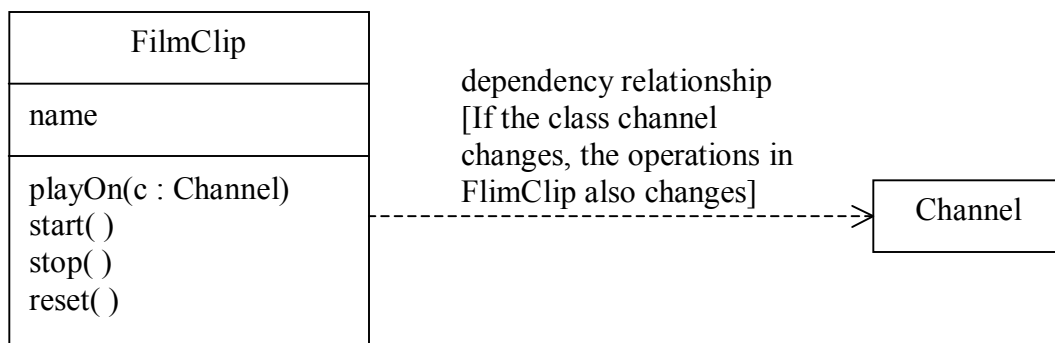 FilmClip
name
playOn(c : Channel)
start( )
stop( )
reset( )
dependency relationship
[If the class channel
changes, the operations in
FlimClip also changes]
Channel